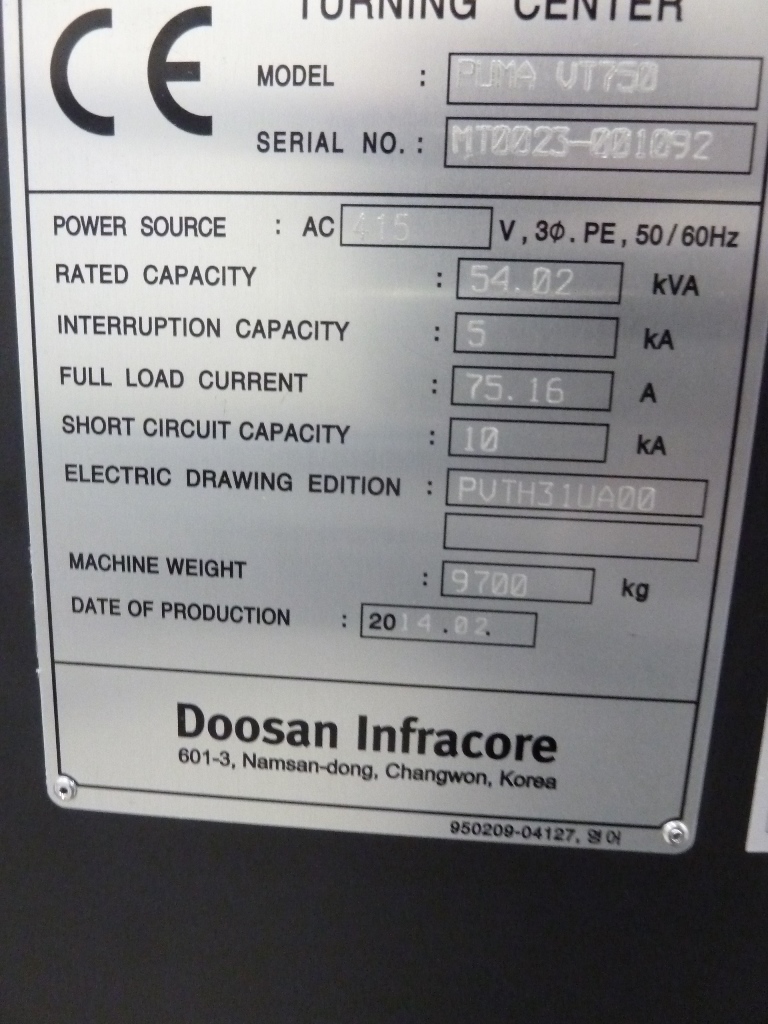 TURNING CENTER
CE
MODEL : PUMA VT750
SERIAL NO. : MT0023-001092
POWER SOURCE : AC 415 V, 3Φ. PE, 50/60Hz
RATED CAPACITY : 54.02 kVA
INTERRUPTION CAPACITY : 5 kA
FULL LOAD CURRENT : 75.16 A
SHORT CIRCUIT CAPACITY : 10 kA
ELECTRIC DRAWING EDITION : PVTH31UA00
MACHINE WEIGHT : 9700 kg
DATE OF PRODUCTION : 2014.02.
Doosan Infracore
601-3, Namsan-dong, Changwon, Korea
950209-04127, 영어